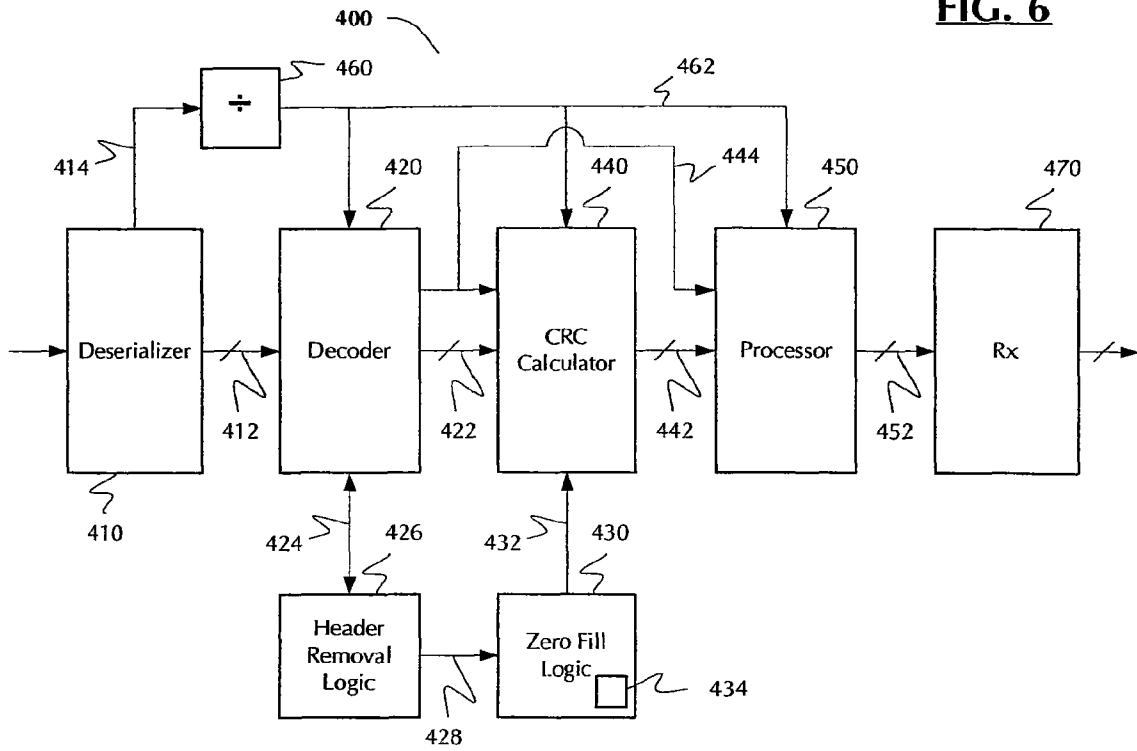 FIG. 6
400
460
÷
462
414
420
440
444
450
470
Deserializer
Decoder
CRC
Calculator
Processor
Rx
412
422
442
452
410
424
426
432
430
Header
Removal
Logic
Zero Fill
Logic
434
428